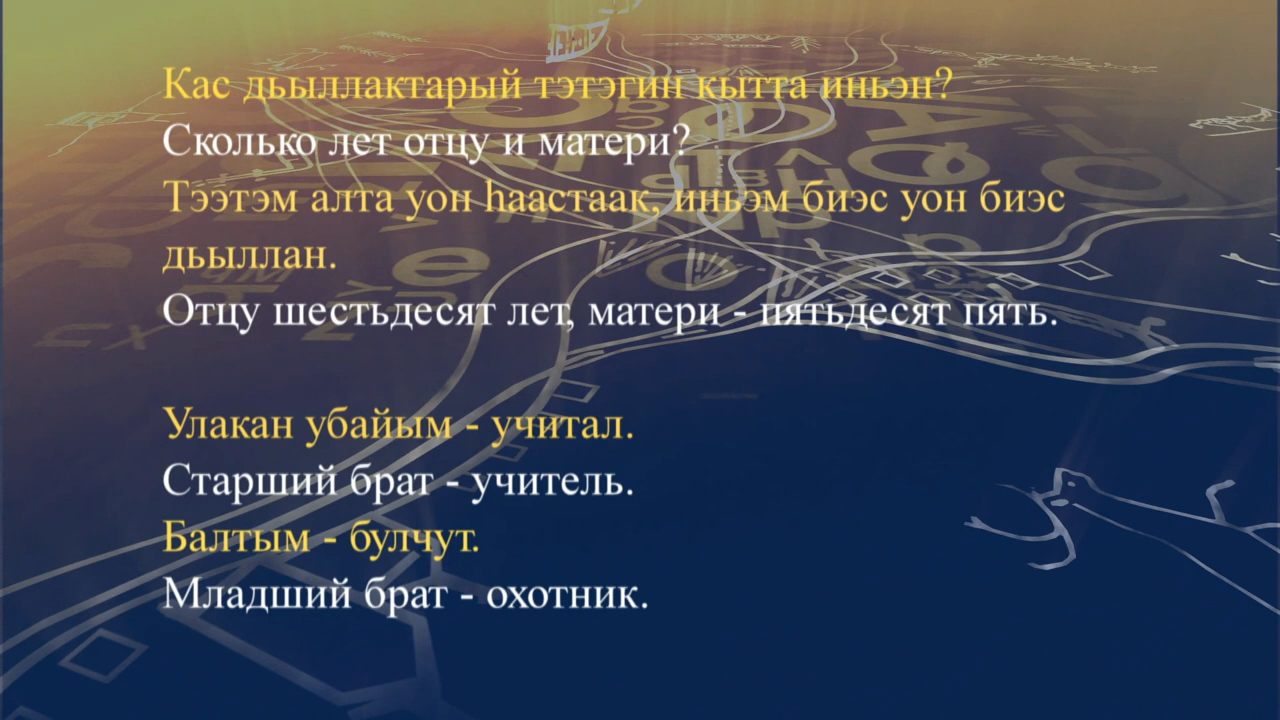 Кас дьыллактарый тэтэгин кытта иньэн?
Сколько лет отцу и матери?
Тээтэм алта уон һаастаак, иньэм биэс уон биэс
дьыллан.
Отцу шестьдесят лет, матери - пятьдесят пять.
Улакан убайым - учитал.
Старший брат - учитель.
Балтым - булчут.
Младший брат - охотник.